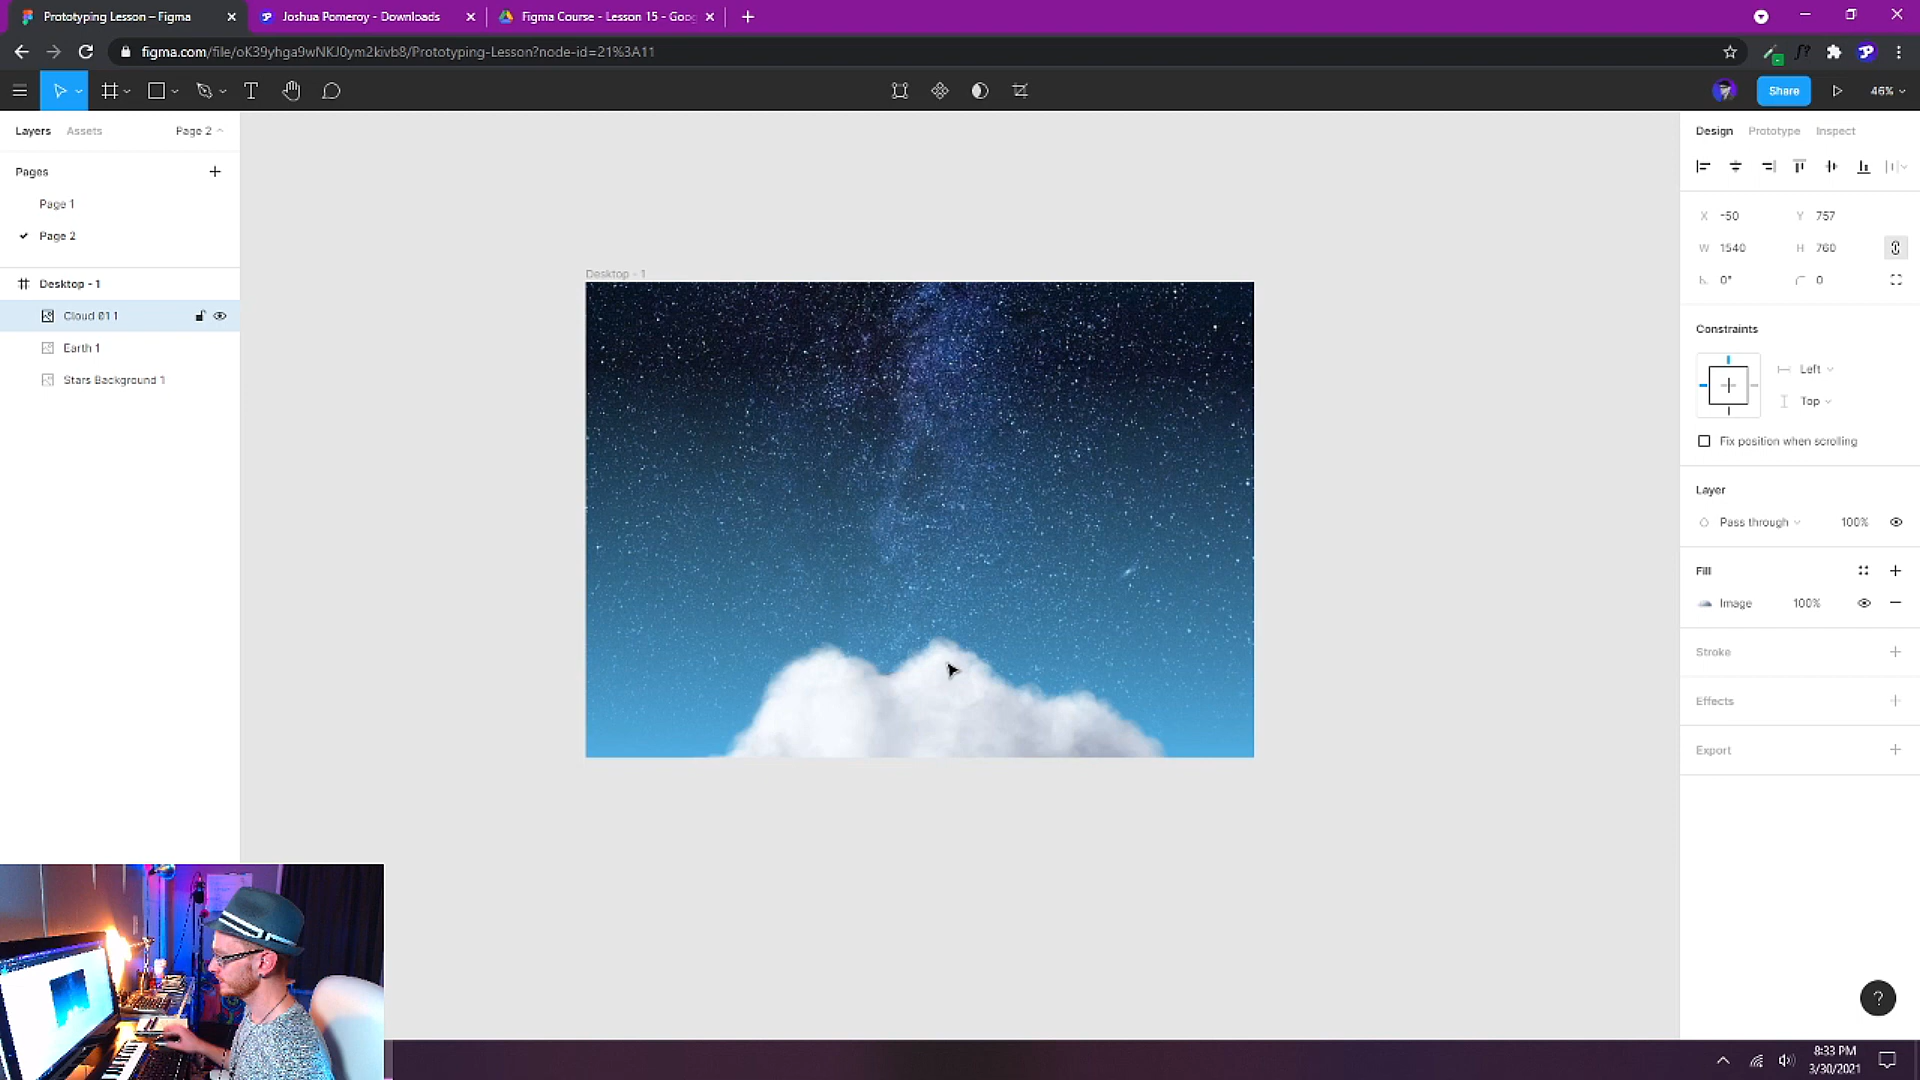 Prototyping Lesson – Figma
Joshua Pomeroy - Downloads
Figma Course - Lesson 15 - Goo
figma.com/file/oK39yhga9wNKJ0ym2kivb8/Prototyping-Lesson?node-id=21%3A11
Share
46%
Layers
Assets
Page 2
Design
Prototype
Inspect
Pages
Page 1
Page 2
Desktop - 1
Cloud 01 1
Earth 1
Stars Background 1
Desktop - 1
X -50
Y 757
W 1540
H 760
0°
0
Constraints
Left
Top
Fix position when scrolling
Layer
Pass through
100%
Fill
Image
100%
Stroke
Effects
Export
?
8:33 PM
3/30/2021